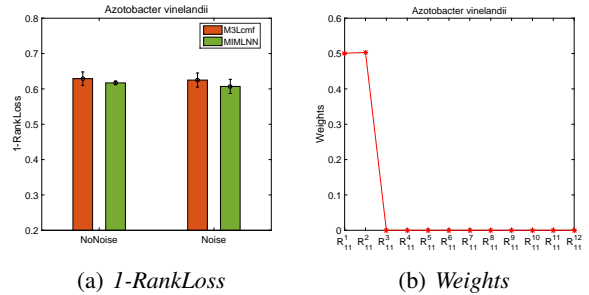 Azotobacter vinelandii
0.8
0.7
0.6
0.5
0.4
0.3
0.2
1-RankLoss
M3Lcmf
MIMLNN
NoNoise Noise
(a) 1-RankLoss
Azotobacter vinelandii
0.6
0.5
0.4
0.3
0.2
0.1
0
Weights
R¹₁₁ R²₁₁ R³₁₁ R⁴₁₁ R⁵₁₁ R⁶₁₁ R⁷₁₁ R⁸₁₁ R⁹₁₁ R¹⁰₁₁ R¹¹₁₁ R¹²₁₁
(b) Weights